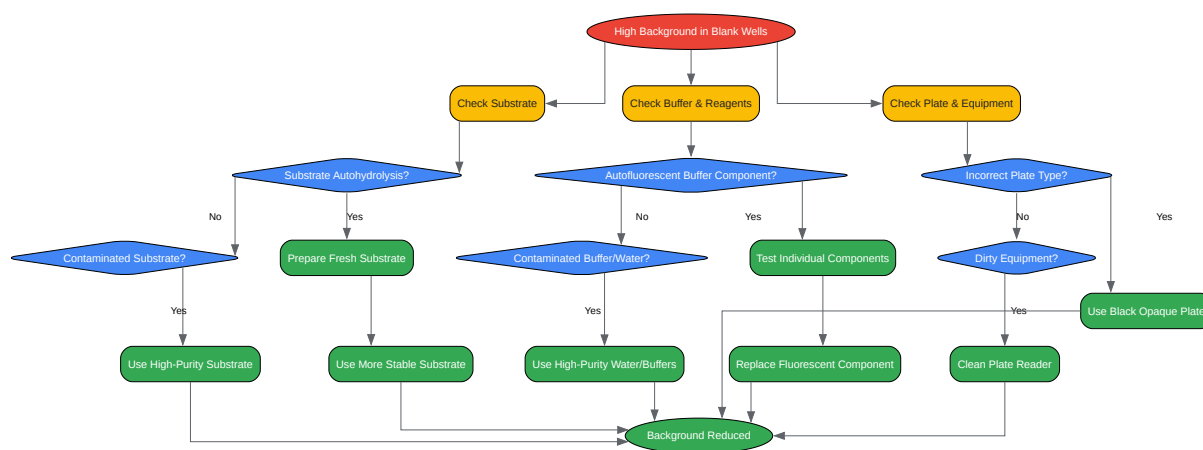 High Background in Blank Wells
Check Substrate
Check Buffer & Reagents
Check Plate & Equipment
Substrate Autohydrolysis?
Autofluorescent Buffer Component?
Incorrect Plate Type?
No
Yes
No
Yes
No
Yes
Contaminated Substrate?
Prepare Fresh Substrate
Contaminated Buffer/Water?
Test Individual Components
Dirty Equipment?
Yes
Yes
Yes
Use Black Opaque Plate
Use High-Purity Substrate
Use More Stable Substrate
Use High-Purity Water/Buffers
Replace Fluorescent Component
Clean Plate Reader
Background Reduced